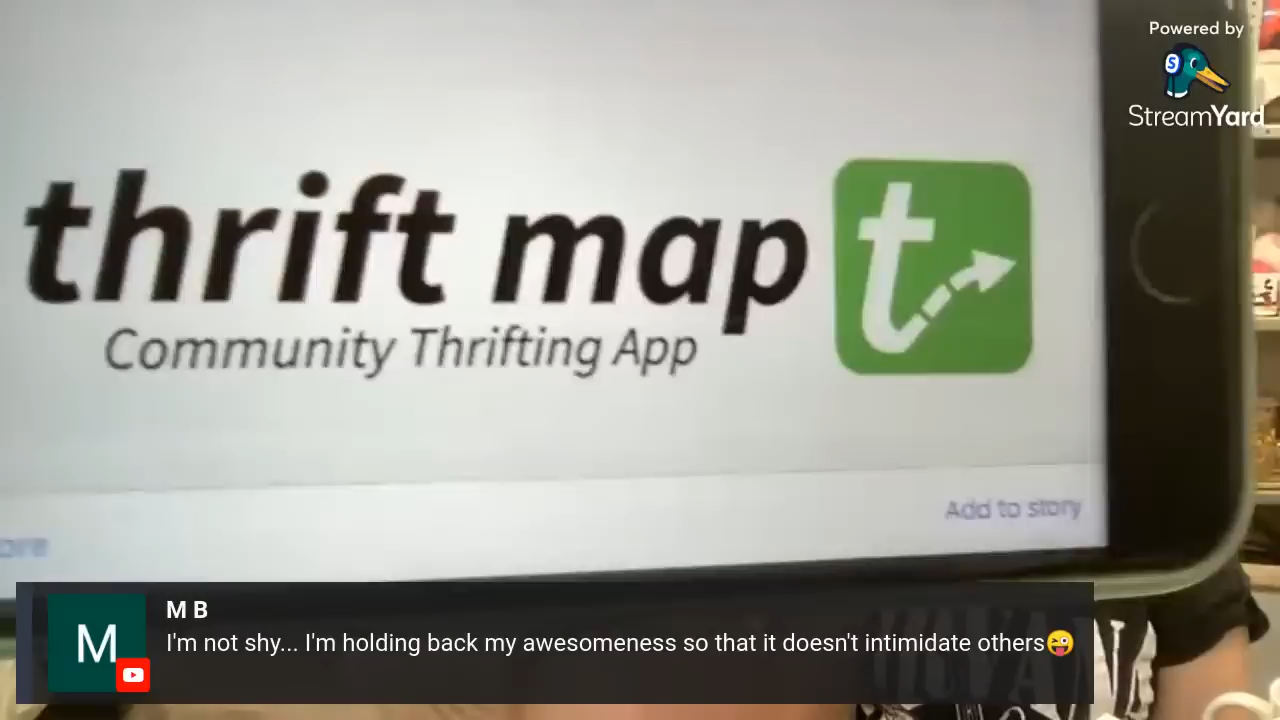 Powered by
StreamYard
thrift map
t
Community Thrifting App
Add to story
M B
M
I'm not shy... I'm holding back my awesomeness so that it doesn't intimidate others😜